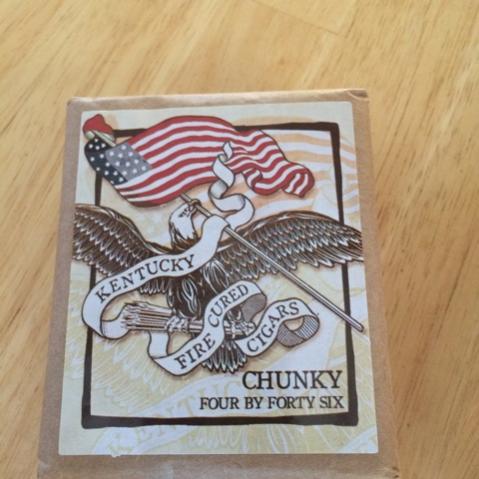 KENTUCKY
FIRE CURED
CIGARS
CHUNKY
FOUR BY FORTY SIX